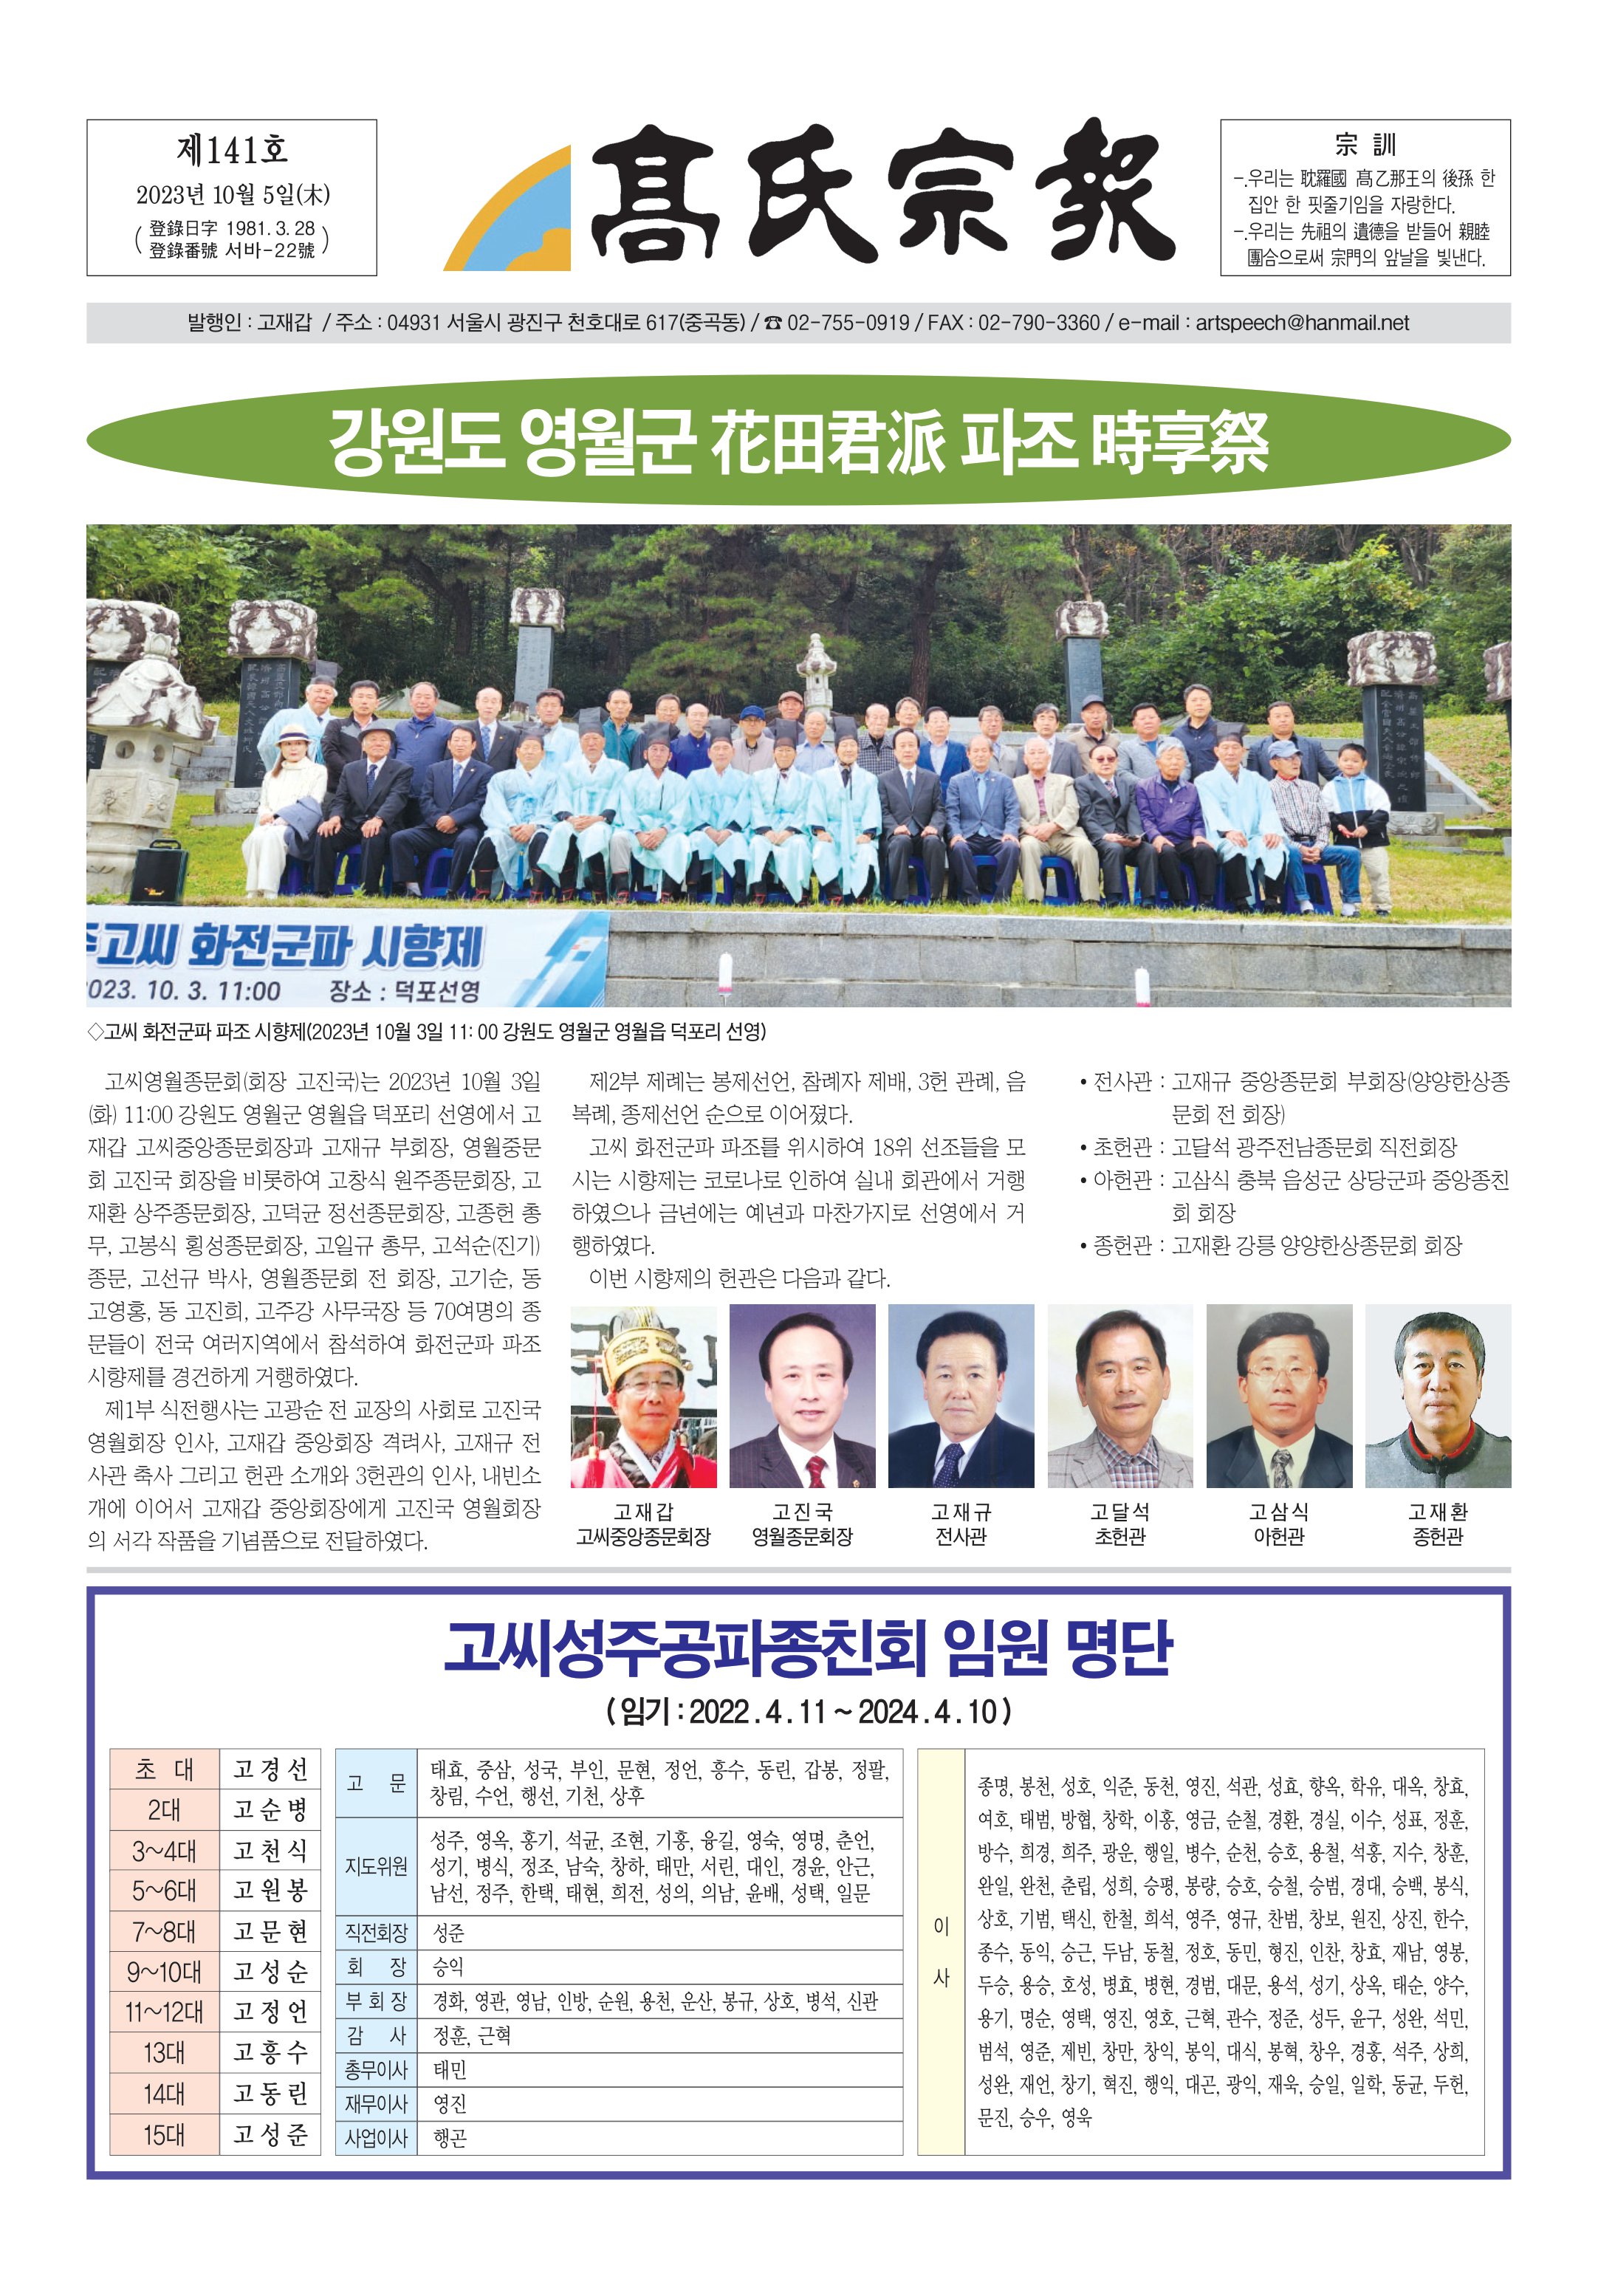 제141호
2023년 10월 5일(木)
( 登錄日字 1981. 3. 28 )
登錄番號 서바-22號
髙氏宗報
宗 訓
-.우리는 耽羅國 髙乙那王의 後孫 한
집안 한 핏줄기임을 자랑한다.
-.우리는 先祖의 遺德을 받들어 親睦
團合으로써 宗門의 앞날을 빛낸다.
발행인 : 고재갑 / 주소 : 04931 서울시 광진구 천호대로 617(중곡동) / ☎ 02-755-0919 / FAX : 02-790-3360 / e-mail : artspeech@hanmail.net
강원도 영월군 花田君派 파조 時享祭
고씨 화전군파 시향제
023. 10. 3. 11:00 장소 : 덕포선영
◇고씨 화전군파 파조 시향제(2023년 10월 3일 11: 00 강원도 영월군 영월읍 덕포리 선영)
고씨영월종문회(회장 고진국)는 2023년 10월 3일
(화) 11:00 강원도 영월군 영월읍 덕포리 선영에서 고
재갑 고씨중앙종문회장과 고재규 부회장, 영월중문
회 고진국 회장을 비롯하여 고창식 원주종문회장, 고
재환 상주종문회장, 고덕균 정선종문회장, 고종헌 총
무, 고봉식 횡성종문회장, 고일규 총무, 고석순(진기)
종문, 고선규 박사, 영월종문회 전 회장, 고기순, 동
고영홍, 동 고진희, 고주강 사무국장 등 70여명의 종
문들이 전국 여러지역에서 참석하여 화전군파 파조
시향제를 경건하게 거행하였다.
제1부 식전행사는 고광순 전 교장의 사회로 고진국
영월회장 인사, 고재갑 중앙회장 격려사, 고재규 전
사관 축사 그리고 헌관 소개와 3헌관의 인사, 내빈소
개에 이어서 고재갑 중앙회장에게 고진국 영월회장
의 서각 작품을 기념품으로 전달하였다.
제2부 제례는 봉제선언, 참례자 제배, 3헌 관례, 음
복례, 종제선언 순으로 이어졌다.
고씨 화전군파 파조를 위시하여 18위 선조들을 모
시는 시향제는 코로나로 인하여 실내 회관에서 거행
하였으나 금년에는 예년과 마찬가지로 선영에서 거
행하였다.
이번 시향제의 헌관은 다음과 같다.
• 전사관 : 고재규 중앙종문회 부회장(양양한상종
문회 전 회장)
• 초헌관 : 고달석 광주전남종문회 직전회장
• 아헌관 : 고삼식 충북 음성군 상당군파 중앙종친
회 회장
• 종헌관 : 고재환 강릉 양양한상종문회 회장
고재갑
고씨중앙종문회장
고진국
영월종문회장
고재규
전사관
고달석
초헌관
고삼식
아헌관
고재환
종헌관
고씨성주공파종친회 임원 명단
( 임기 : 2022 . 4 . 11 ~ 2024 . 4 . 10 )
초 대 고경선
2대 고순병
3~4대 고천식
5~6대 고원봉
7~8대 고문현
9~10대 고성순
11~12대 고정언
13대 고흥수
14대 고동린
15대 고성준
고 문
태효, 중삼, 성국, 부인, 문현, 정언, 흥수, 동린, 갑봉, 정팔,
창림, 수언, 행선, 기천, 상후
지도위원
성주, 영옥, 홍기, 석균, 조현, 기홍, 융길, 영숙, 영명, 춘언,
성기, 병식, 정조, 남숙, 창하, 태만, 서린, 대인, 경윤, 안근,
남선, 정주, 한택, 태현, 희전, 성의, 의남, 윤배, 성택, 일문
직전회장 성준
회 장 승익
부 회 장 경화, 영관, 영남, 인방, 순원, 용천, 운산, 봉규, 상호, 병석, 신관
감 사 정훈, 근혁
총무이사 태민
재무이사 영진
사업이사 행곤
이 사
종명, 봉천, 성호, 익준, 동천, 영진, 석관, 성효, 향옥, 학유, 대옥, 창효,
여호, 태범, 방협, 창학, 이홍, 영금, 순철, 경환, 경실, 이수, 성표, 정훈,
방수, 희경, 희주, 광운, 행일, 병수, 순천, 승호, 용철, 석홍, 지수, 창훈,
완일, 완천, 춘립, 성희, 승평, 봉량, 승호, 승철, 승범, 경대, 승백, 봉식,
상호, 기범, 택신, 한철, 희석, 영주, 영규, 찬범, 창보, 원진, 상진, 한수,
종수, 동익, 승근, 두남, 동철, 정호, 동민, 형진, 인찬, 창효, 재남, 영봉,
두승, 용승, 호성, 병효, 병현, 경범, 대문, 용석, 성기, 상옥, 태순, 양수,
용기, 명순, 영택, 영진, 영호, 근혁, 관수, 정준, 성두, 윤구, 성완, 석민,
범석, 영준, 제빈, 창만, 창익, 봉익, 대식, 봉혁, 창우, 경홍, 석주, 상희,
성완, 재언, 창기, 혁진, 행익, 대곤, 광익, 재욱, 승일, 일학, 동균, 두헌,
문진, 승우, 영욱